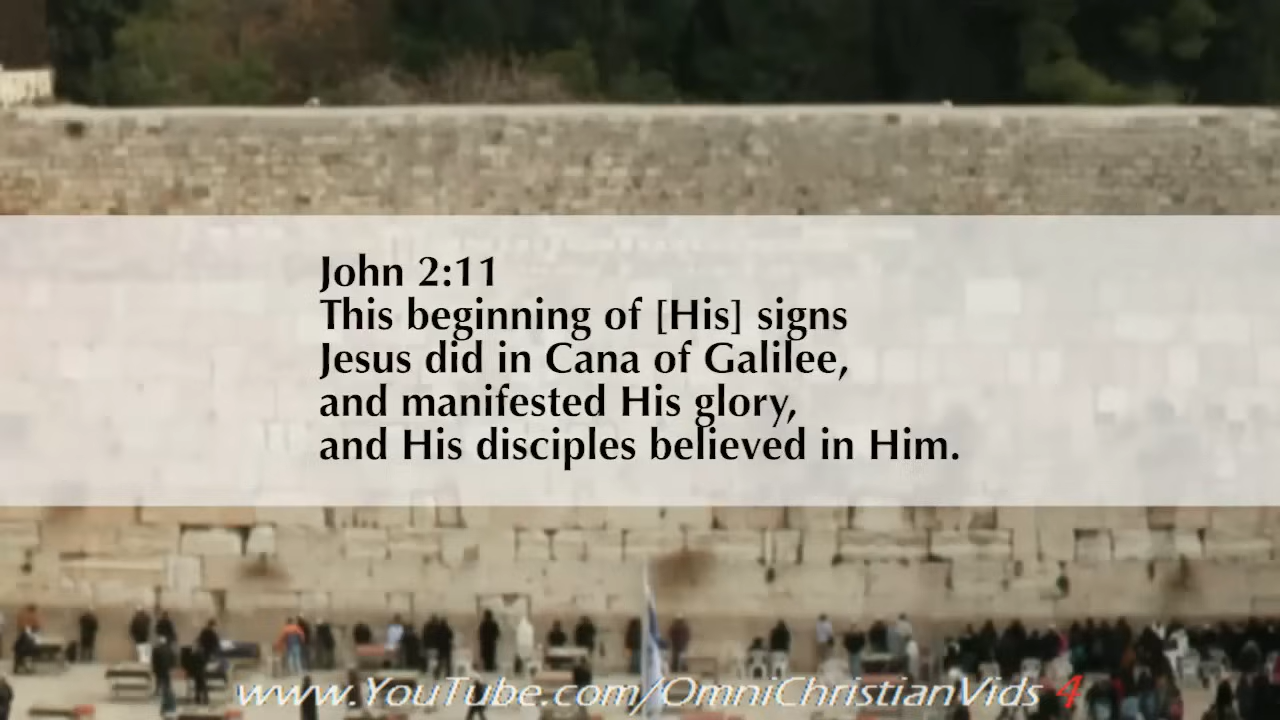 John 2:11
This beginning of [His] signs
Jesus did in Cana of Galilee,
and manifested His glory,
and His disciples believed in Him.
www.YouTube.com/OmniChristianVids 4